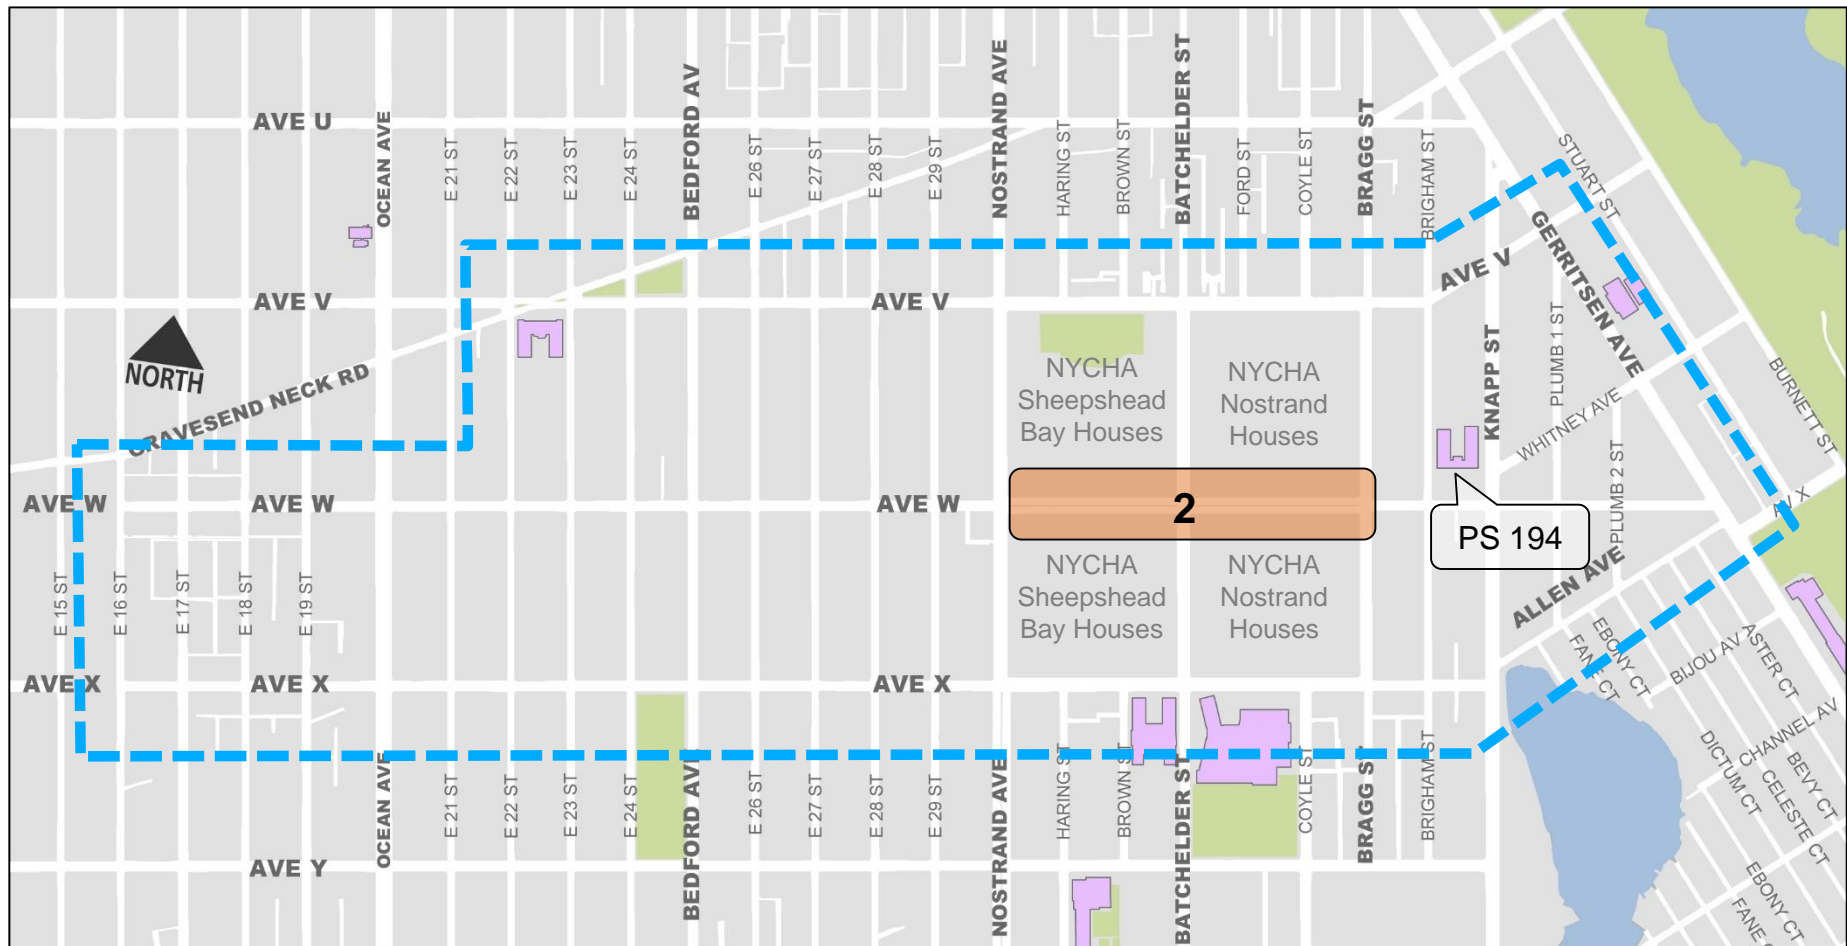 AVE U
OCEAN AVE
E 21 ST
E 22 ST
E 23 ST
E 24 ST
BEDFORD AV
E 26 ST
E 27 ST
E 28 ST
E 29 ST
NOSTRAND AVE
HARING ST
BROWN ST
BATCHELDER ST
FORD ST
COYLE ST
BRAGG ST
BRIGHAM ST
STUART ST
GERRITSEN AVE
AVE V
AVE V
AVE V
NORTH
GRAVESEND NECK RD
NYCHA
Sheepshead
Bay Houses
NYCHA
Nostrand
Houses
KNAPP ST
PLUMB 1 ST
WHITNEY AVE
BURNETT ST
PLUMB 2 ST
AV X
AVE W
AVE W
AVE W
2
PS 194
NYCHA
Sheepshead
Bay Houses
NYCHA
Nostrand
Houses
ALLEN AVE
E 15 ST
E 16 ST
E 17 ST
E 18 ST
E 19 ST
EBONY CT
FANE CT
BIJOU AV
ASTER CT
AVE X
AVE X
AVE X
CHANNEL AV
DICTUM CT
CELESTE CT
BEVY CT
OCEAN AVE
E 21 ST
E 22 ST
E 23 ST
E 24 ST
BEDFORD AVE
E 26 ST
E 27 ST
E 28 ST
E 29 ST
NOSTRAND AVE
HARING ST
BROWN ST
BATCHELDER ST
COYLE ST
BRAGG ST
BRIGHAM ST
AVE Y
EBONY CT
FANE